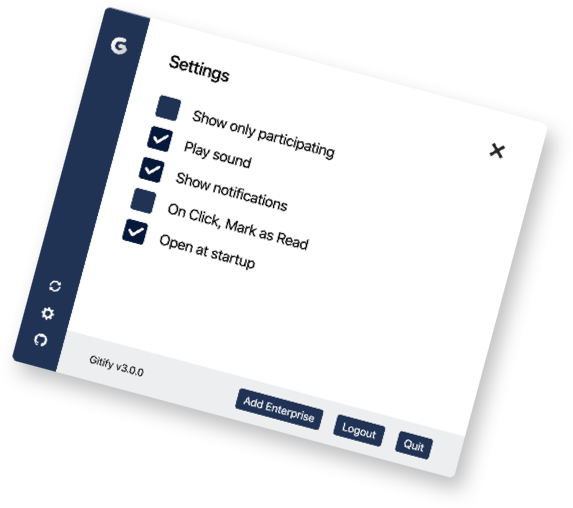 G
Settings
Show only participating
Play sound
Show notifications
On Click, Mark as Read
Open at startup
Gitify v3.0.0
Add Enterprise Logout Quit